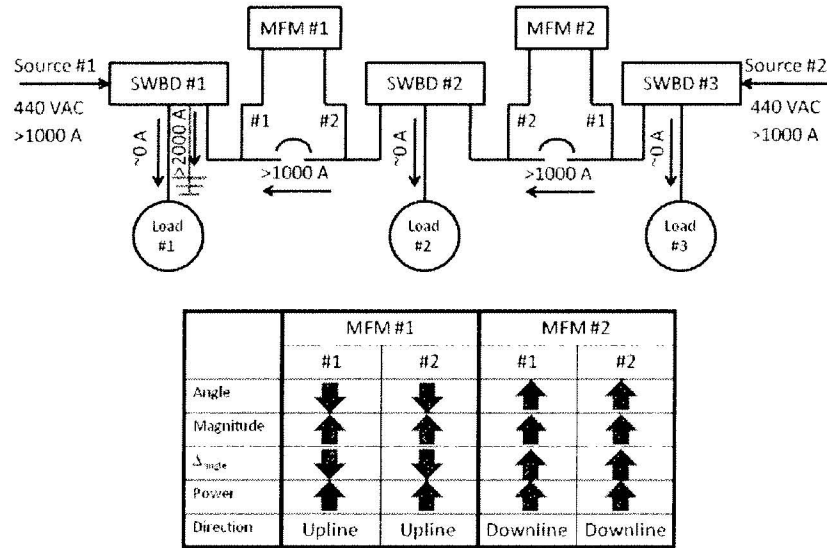 MFM #1
MFM #2
Source #1
Source #2
SWBD #1
SWBD #2
SWBD #3
440 VAC
>1000 A
#1
#2
#2
#1
440 VAC
>1000 A
~0 A
>2000 A
~0 A
~0 A
>1000 A
>1000 A
Load
#1
Load
#2
Load
#3
MFM #1 MFM #2
#1 #2 #1 #2
Angle
Magnitude
Δangle
Power
Direction Upline Upline Downline Downline